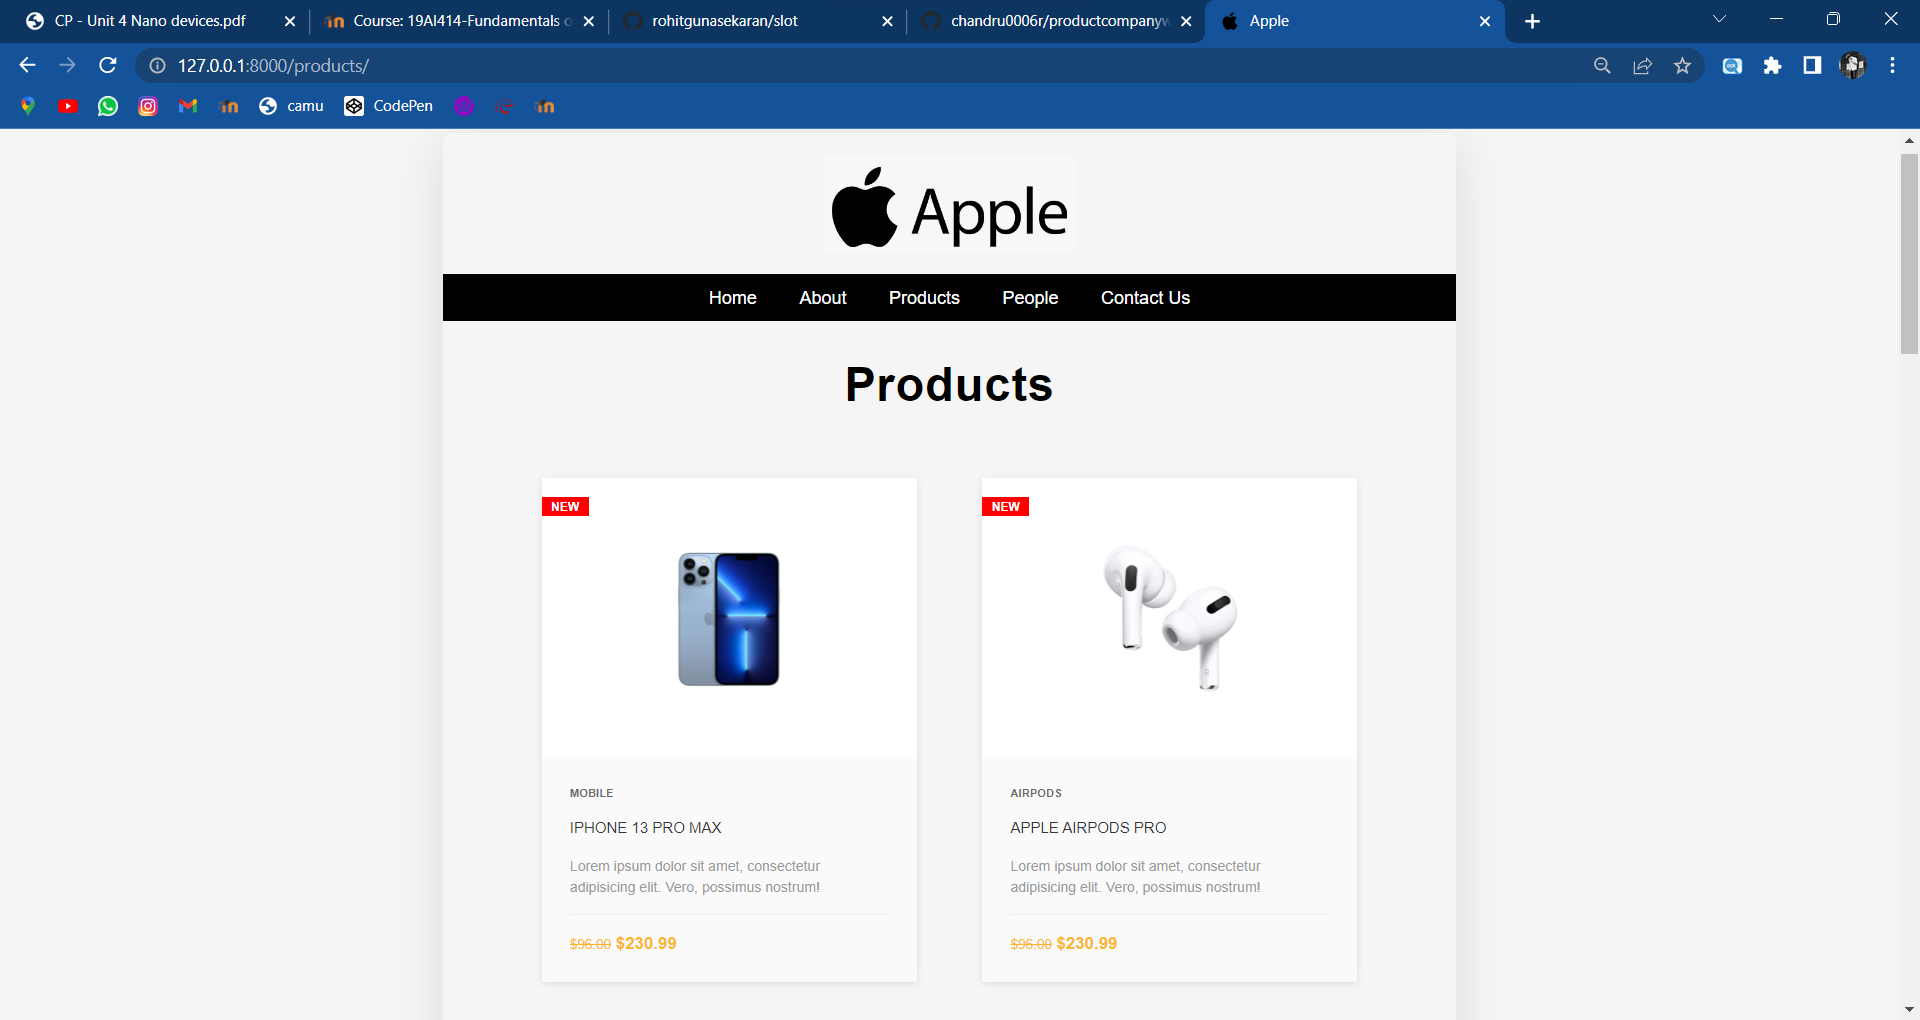 CP - Unit 4 Nano devices.pdf
Course: 19AI414-Fundamentals o
rohitgunasekaran/slot
chandru0006r/productcompanyw
Apple
127.0.0.1:8000/products/
camu
CodePen
Apple
Home About Products People Contact Us
Products
NEW
MOBILE
IPHONE 13 PRO MAX
Lorem ipsum dolor sit amet, consectetur
adipisicing elit. Vero, possimus nostrum!
$96.00 $230.99
NEW
AIRPODS
APPLE AIRPODS PRO
Lorem ipsum dolor sit amet, consectetur
adipisicing elit. Vero, possimus nostrum!
$96.00 $230.99